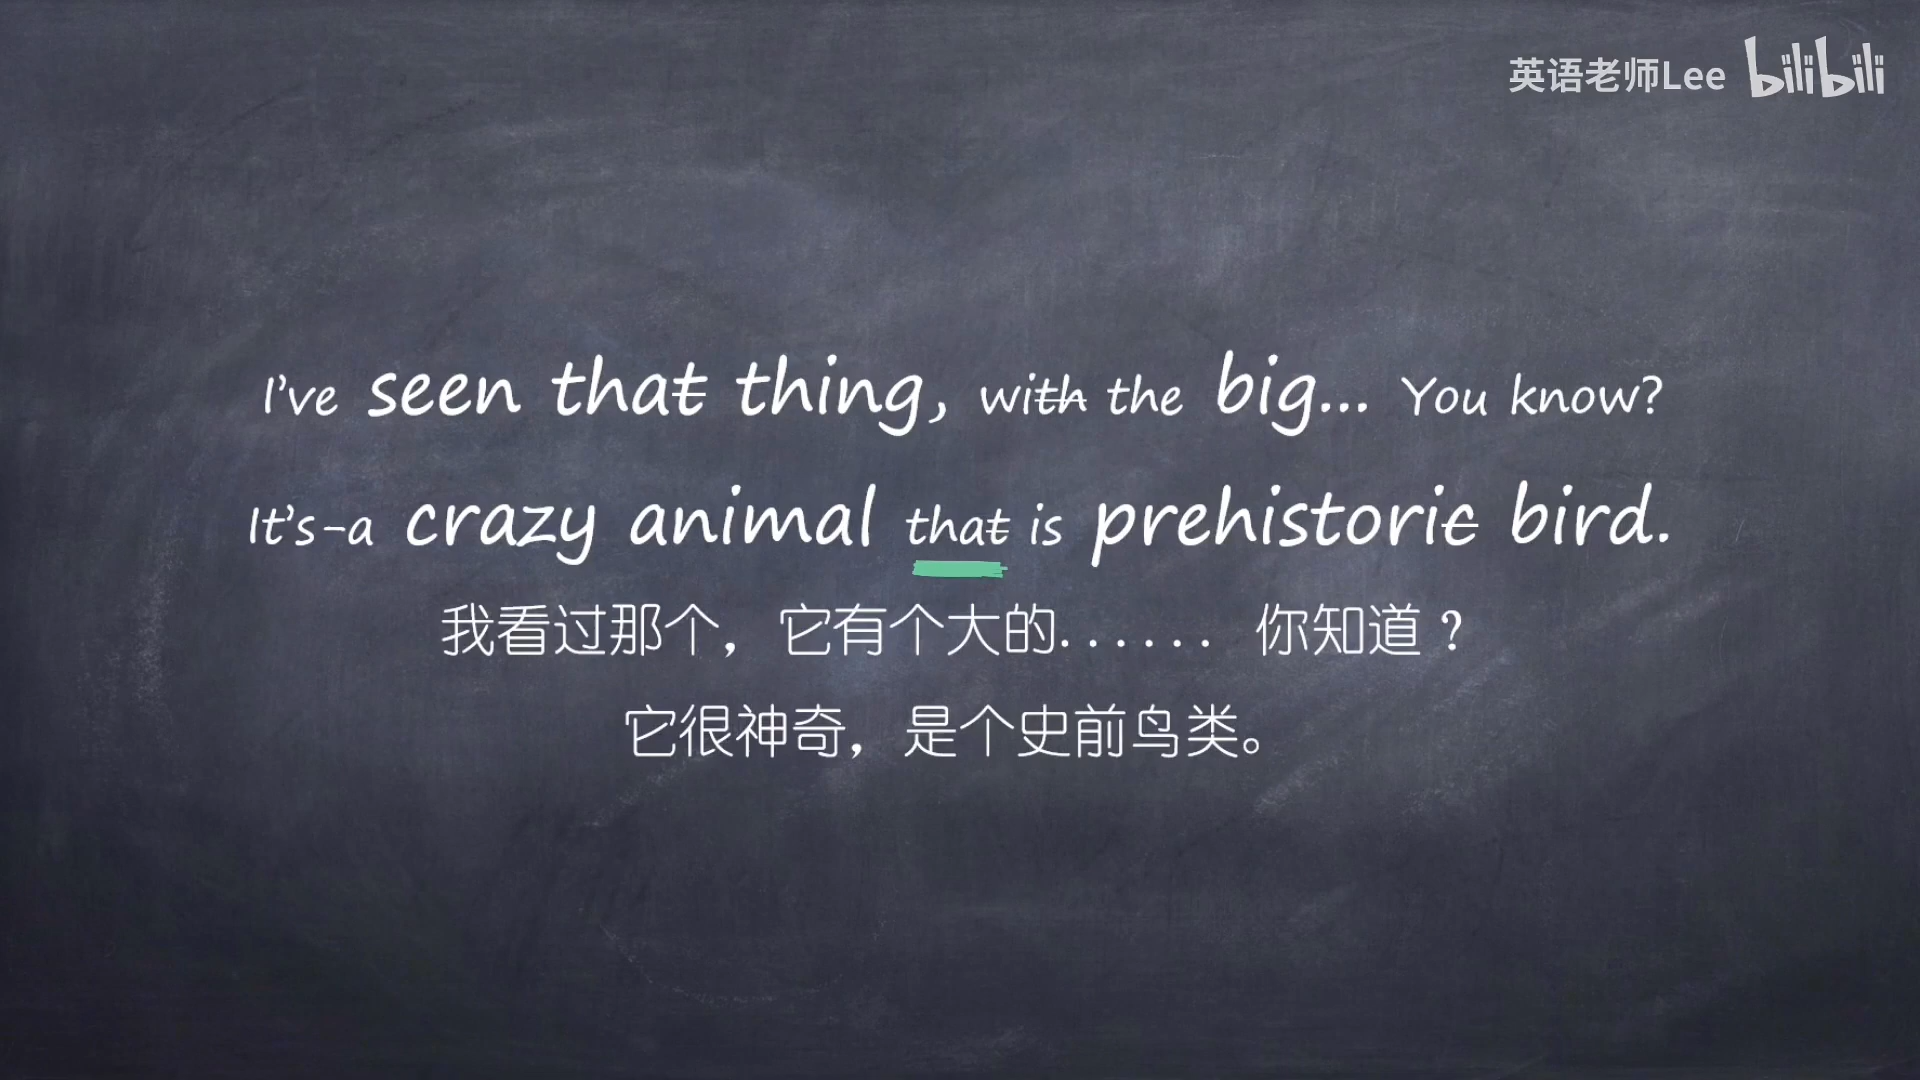 英语老师Lee bilibili
I've seen that thing, with the big... You know?
It's-a crazy animal that is prehistoric bird.
我看过那个，它有个大的...... 你知道？
它很神奇，是个史前鸟类。